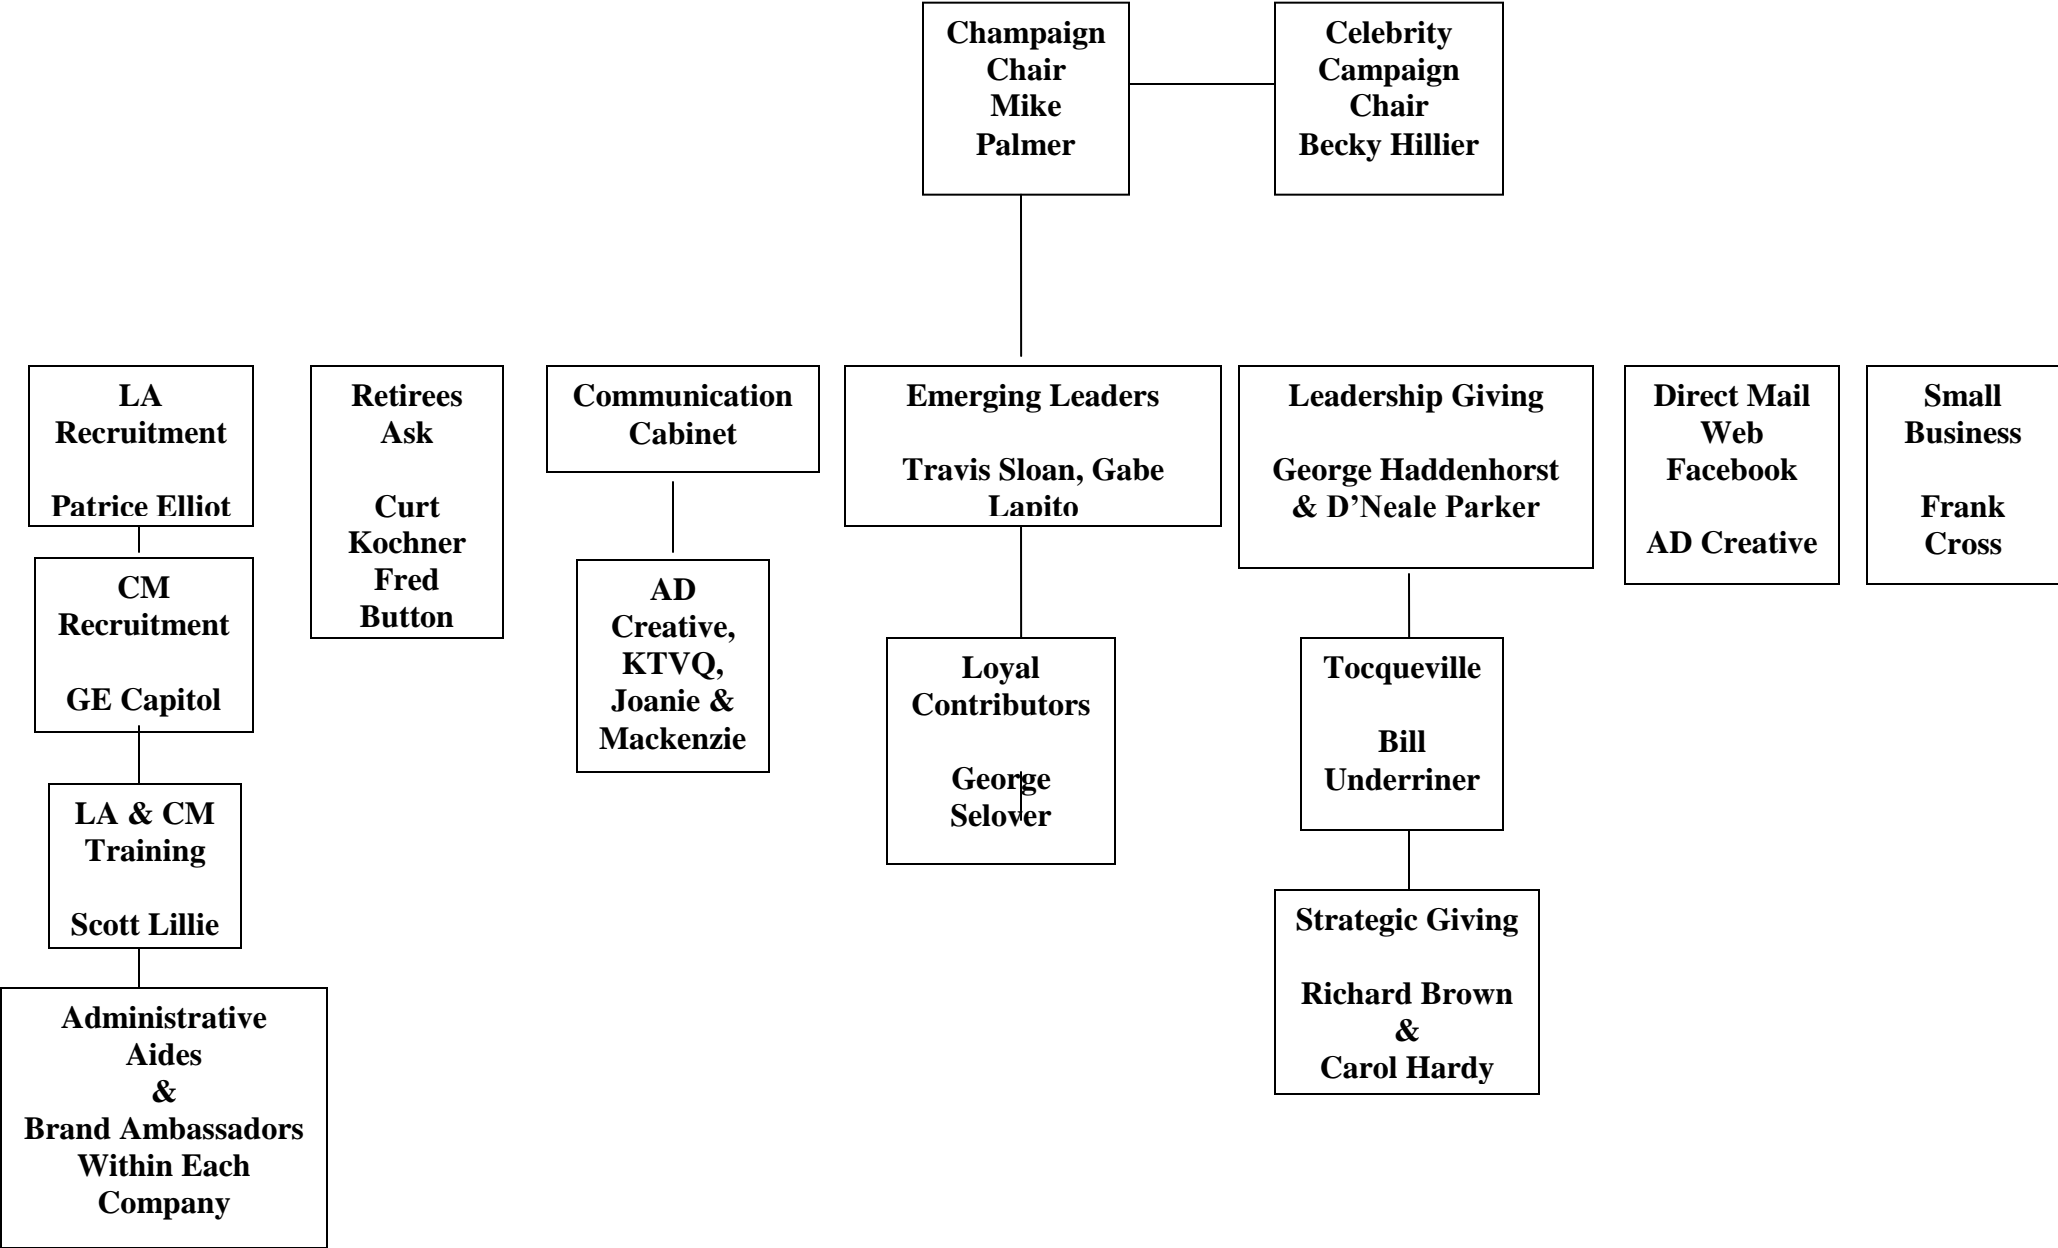 Champaign
Chair
Mike
Palmer
Celebrity
Campaign
Chair
Becky Hillier
LA
Recruitment
Patrice Elliot
Retirees
Ask
Curt
Kochner
Fred
Button
Communication
Cabinet
Emerging Leaders
Travis Sloan, Gabe
Lapito
Leadership Giving
George Haddenhorst
& D’Neale Parker
Direct Mail
Web
Facebook
AD Creative
Small
Business
Frank
Cross
CM
Recruitment
GE Capitol
AD
Creative,
KTVQ,
Joanie &
Mackenzie
Loyal
Contributors
George
Selover
Tocqueville
Bill
Underriner
LA & CM
Training
Scott Lillie
Strategic Giving
Richard Brown
&
Carol Hardy
Administrative
Aides
&
Brand Ambassadors
Within Each
Company